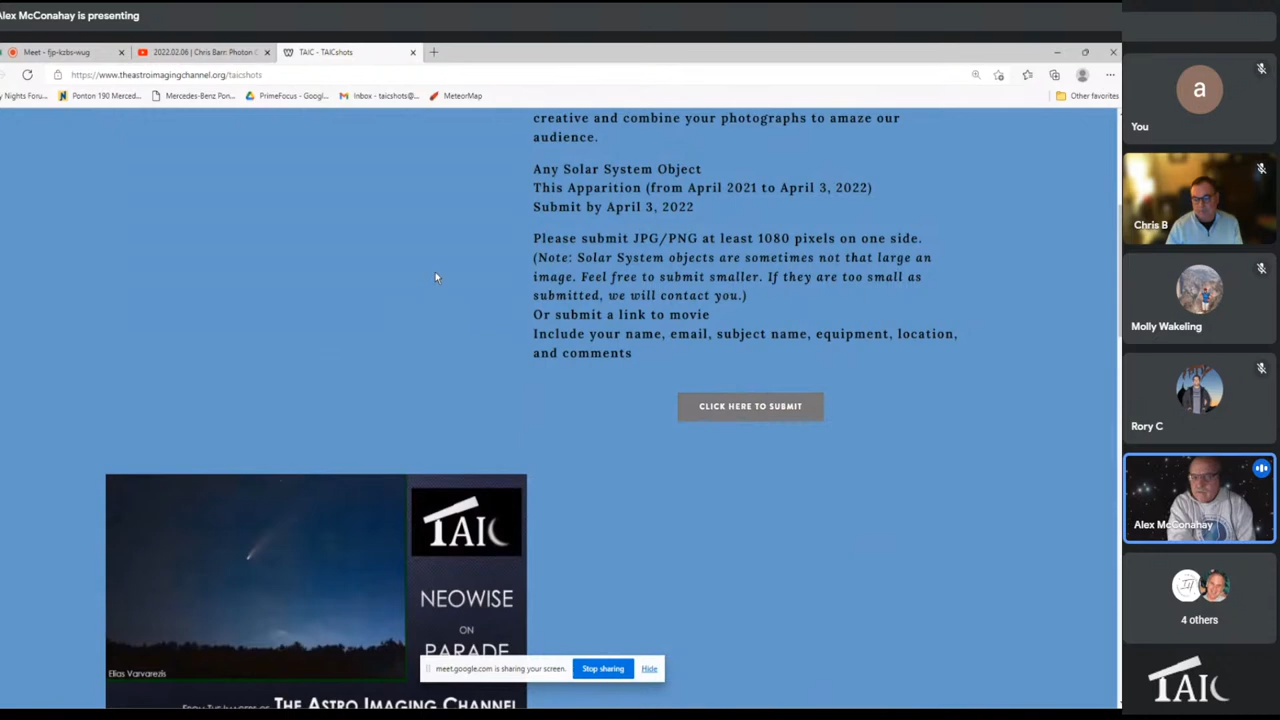 Alex McConahay is presenting
Meet - fjp-kzbs-wug
2022.02.06 | Chris Barr: Photon C
TAIC - TAICshots
https://www.theastroimagingchannel.org/taicshots
y Nights Foru...
Ponton 190 Merced...
Mercedes-Benz Pon...
PrimeFocus - Googl...
Inbox - taicshots@...
MeteorMap
Other favorites
creative and combine your photographs to amaze our
audience.
Any Solar System Object
This Apparition (from April 2021 to April 3, 2022)
Submit by April 3, 2022
Please submit JPG/PNG at least 1080 pixels on one side.
(Note: Solar System objects are sometimes not that large an
image. Feel free to submit smaller. If they are too small as
submitted, we will contact you.)
Or submit a link to movie
Include your name, email, subject name, equipment, location,
and comments
CLICK HERE TO SUBMIT
TAIC
NEOWISE
ON
PARADE
Elias Varvarezis
FROM THE IMAGERS OF THE ASTRO IMAGING CHANNEL
meet.google.com is sharing your screen.
Stop sharing
Hide
a
You
Chris B
Molly Wakeling
Rory C
Alex McConahay
4 others
TAIC